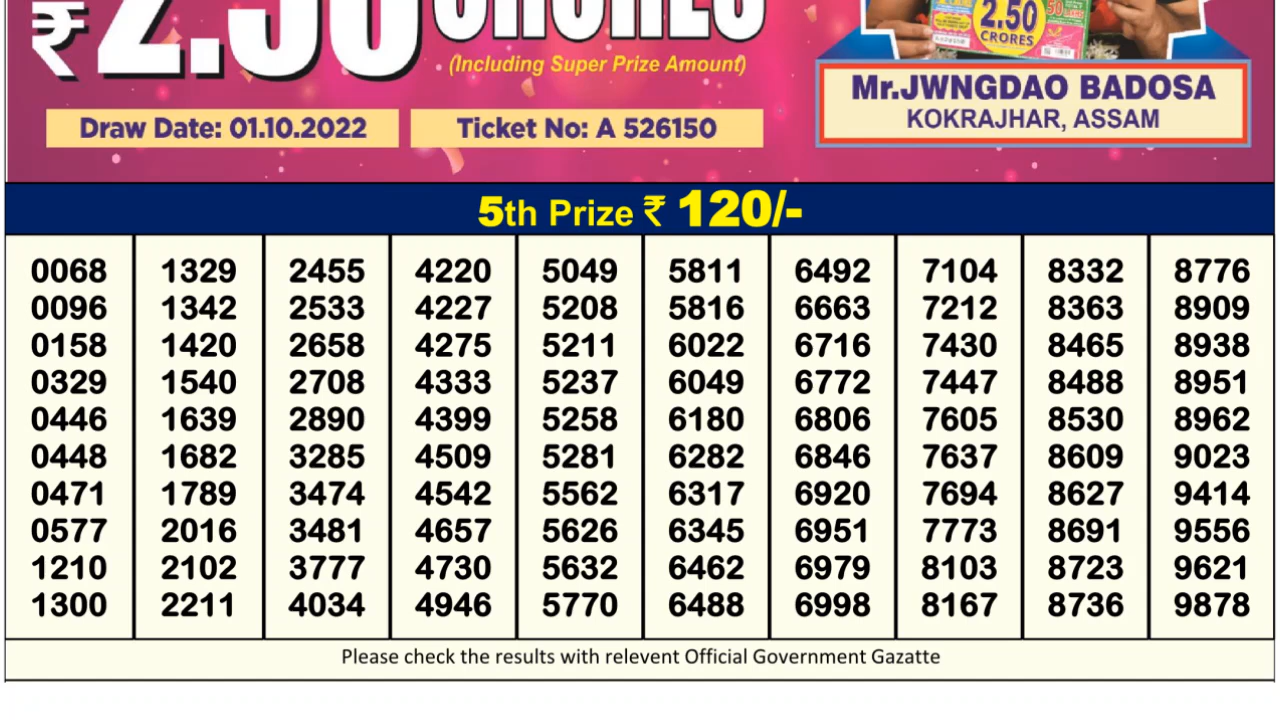 ₹ 2.50 CRORES
(Including Super Prize Amount)
2.50
CRORES
50
Mr.JWNGDAO BADOSA
KOKRAJHAR, ASSAM
Draw Date: 01.10.2022 Ticket No: A 526150
5th Prize ₹ 120/-
0068 1329 2455 4220 5049 5811 6492 7104 8332 8776
0096 1342 2533 4227 5208 5816 6663 7212 8363 8909
0158 1420 2658 4275 5211 6022 6716 7430 8465 8938
0329 1540 2708 4333 5237 6049 6772 7447 8488 8951
0446 1639 2890 4399 5258 6180 6806 7605 8530 8962
0448 1682 3285 4509 5281 6282 6846 7637 8609 9023
0471 1789 3474 4542 5562 6317 6920 7694 8627 9414
0577 2016 3481 4657 5626 6345 6951 7773 8691 9556
1210 2102 3777 4730 5632 6462 6979 8103 8723 9621
1300 2211 4034 4946 5770 6488 6998 8167 8736 9878
Please check the results with relevent Official Government Gazatte